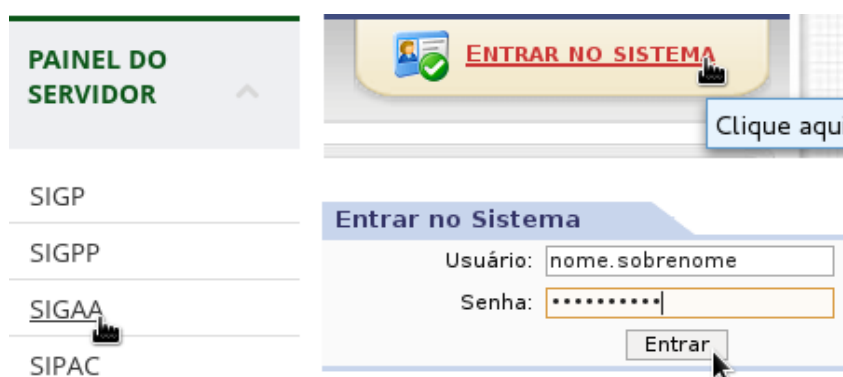 PAINEL DO
SERVIDOR
SIGP
SIGPP
SIGAA
SIPAC
ENTRAR NO SISTEMA
Clique aqui
Entrar no Sistema
Usuário: nome.sobrenome
Senha: ••••••••••
Entrar